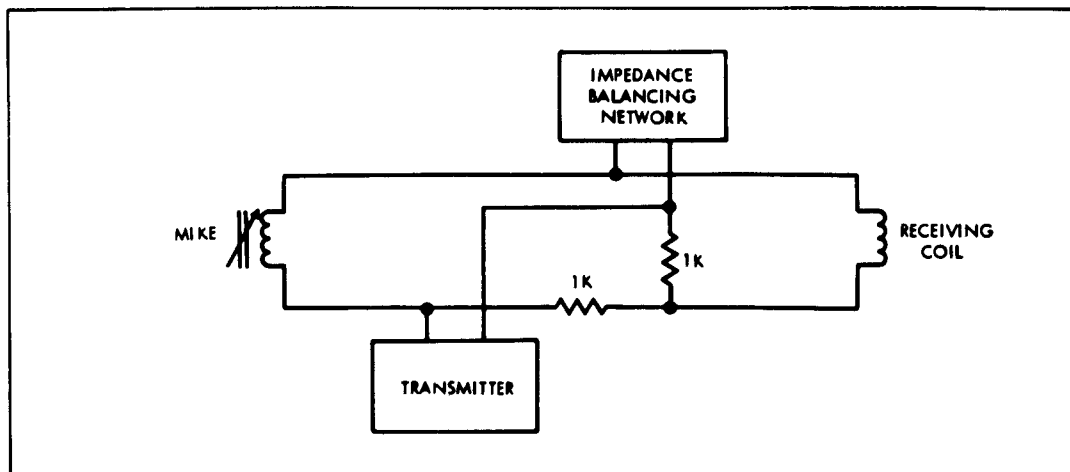 IMPEDANCE
BALANCING
NETWORK
MIKE
RECEIVING
COIL
1K
1K
TRANSMITTER